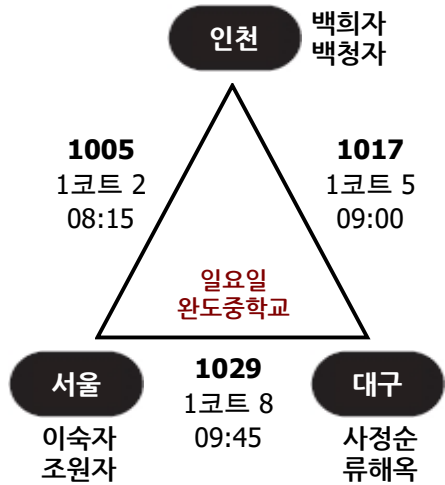 인천
백희자
백청자
1005
1코트 2
08:15
1017
1코트 5
09:00
일요일
완도중학교
서울
이숙자
조원자
1029
1코트 8
09:45
대구
사정순
류해옥